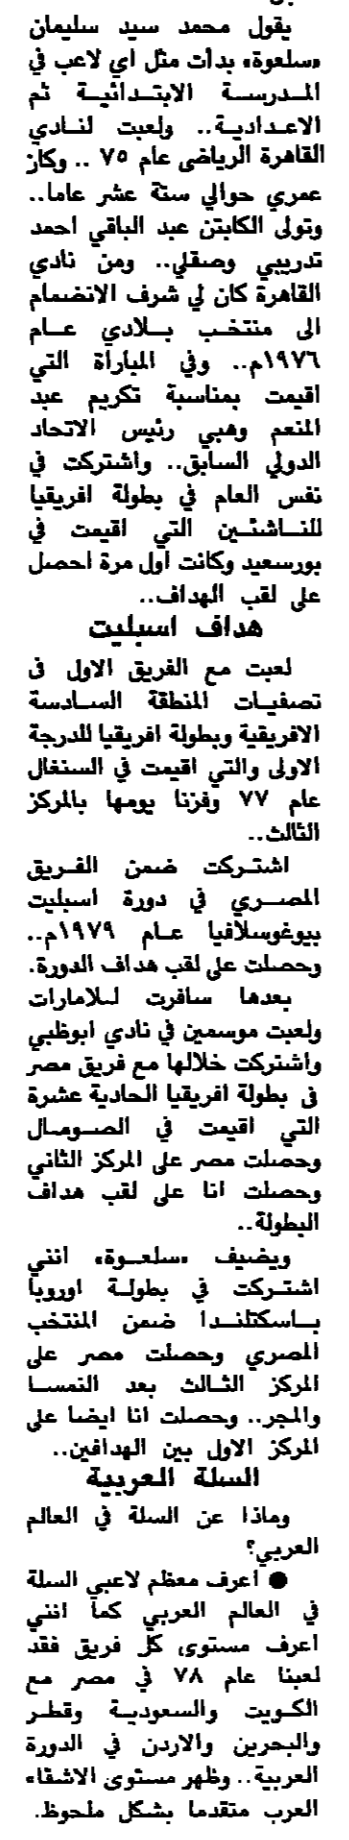 يقول محمد سيد سليمان
«سلعوة» بدأت مثل اي لاعب في
المدرسة الابتدائية ثم
الاعدادية.. ولعبت لنادي
القاهرة الرياضى عام ٧٥ .. وكان
عمري حوالي ستة عشر عاما..
وتولى الكابتن عبد الباقي احمد
تدريبي وصقلي.. ومن نادي
القاهرة كان لي شرف الانضمام
الى منتخب بلادي عام
١٩٧٦م.. وفي المباراة التي
اقيمت بمناسبة تكريم عبد
المنعم وهبي رئيس الاتحاد
الدولي السابق.. واشتركت في
نفس العام في بطولة افريقيا
للناشئين التي اقيمت في
بورسعيد وكانت اول مرة احصل
على لقب الهداف..
هداف اسبليت
لعبت مع الفريق الاول فى
تصفيات المنطقة السادسة
الافريقية وبطولة افريقيا للدرجة
الاولى والتي اقيمت في السنغال
عام ٧٧ وفزنا يومها بالمركز
الثالث..
اشتركت ضمن الفريق
المصري في دورة اسبليت
بيوغوسلافيا عام ١٩٧٩م..
وحصلت على لقب هداف الدورة.
بعدها سافرت للامارات
ولعبت موسمين في نادي ابوظبي
واشتركت خلالها مع فريق مصر
فى بطولة افريقيا الحادية عشرة
التي اقيمت في الصومال
وحصلت مصر على المركز الثاني
وحصلت انا على لقب هداف
البطولة..
ويضيف «سلعوة» انني
اشتركت في بطولة اوروبا
باسكتلندا ضمن المنتخب
المصري وحصلت مصر على
المركز الثالث بعد النمسا
والمجر.. وحصلت انا ايضا على
المركز الاول بين الهدافين..
السلة العربية
وماذا عن السلة في العالم
العربي؟
● اعرف معظم لاعبي السلة
في العالم العربي كما انني
اعرف مستوى كل فريق فقد
لعبنا عام ٧٨ في مصر مع
الكويت والسعودية وقطر
والبحرين والاردن في الدورة
العربية.. وظهر مستوى الاشقاء
العرب متقدما بشكل ملحوظ.